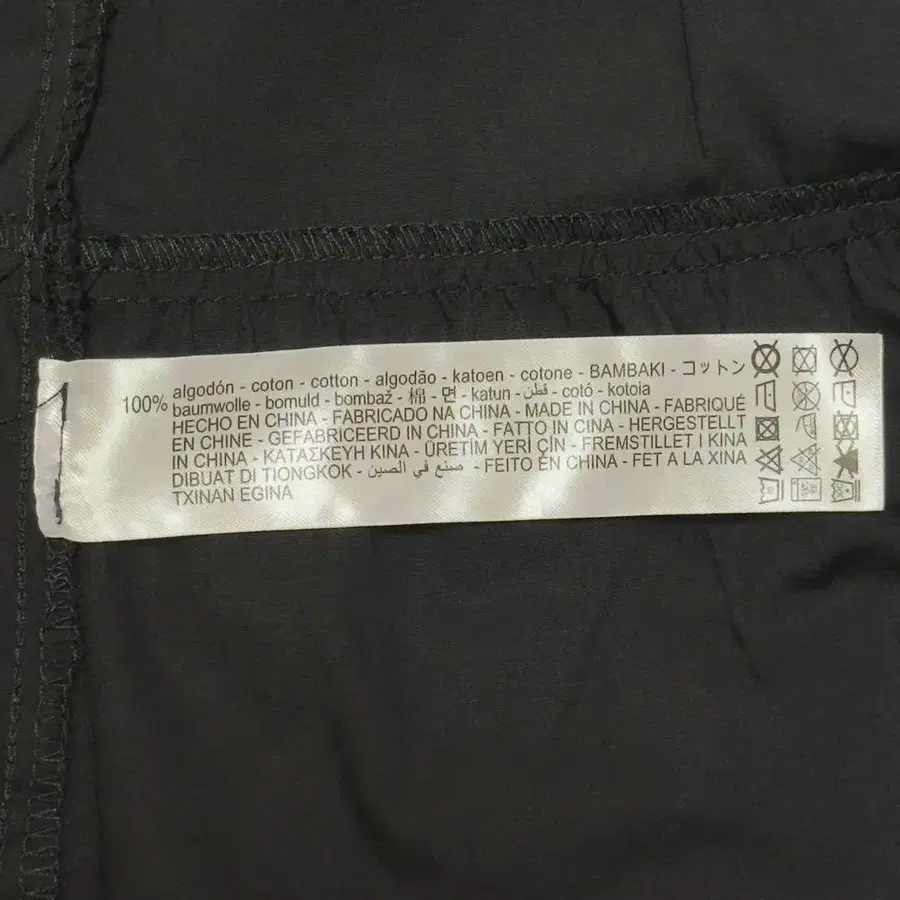 100% algodón - coton - cotton - algodão - katoen - cotone - BAMBAKI - コットン
baumwolle - bomuld - bombaž - 棉 - 면 - katun - قطن - cotó - kotoia
HECHO EN CHINA - FABRICADO NA CHINA - MADE IN CHINA - FABRIQUÉ
EN CHINE - GEFABRICEERD IN CHINA - FATTO IN CINA - HERGESTELLT
IN CHINA - ΚΑΤΑΣΚΕΥΗ ΚΙΝΑ - ÜRETİM YERİ ÇİN - FREMSTILLET I KINA
DIBUAT DI TIONGKOK - صنع في الصين - FEITO EN CHINA - FET A LA XINA
TXINAN EGINA